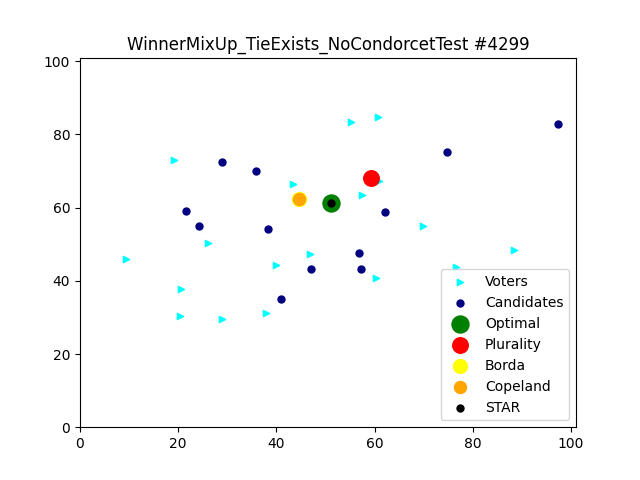 WinnerMixUp_TieExists_NoCondorcetTest #4299
100
80
60
40
20
0
0 20 40 60 80 100
Voters
Candidates
Optimal
Plurality
Borda
Copeland
STAR